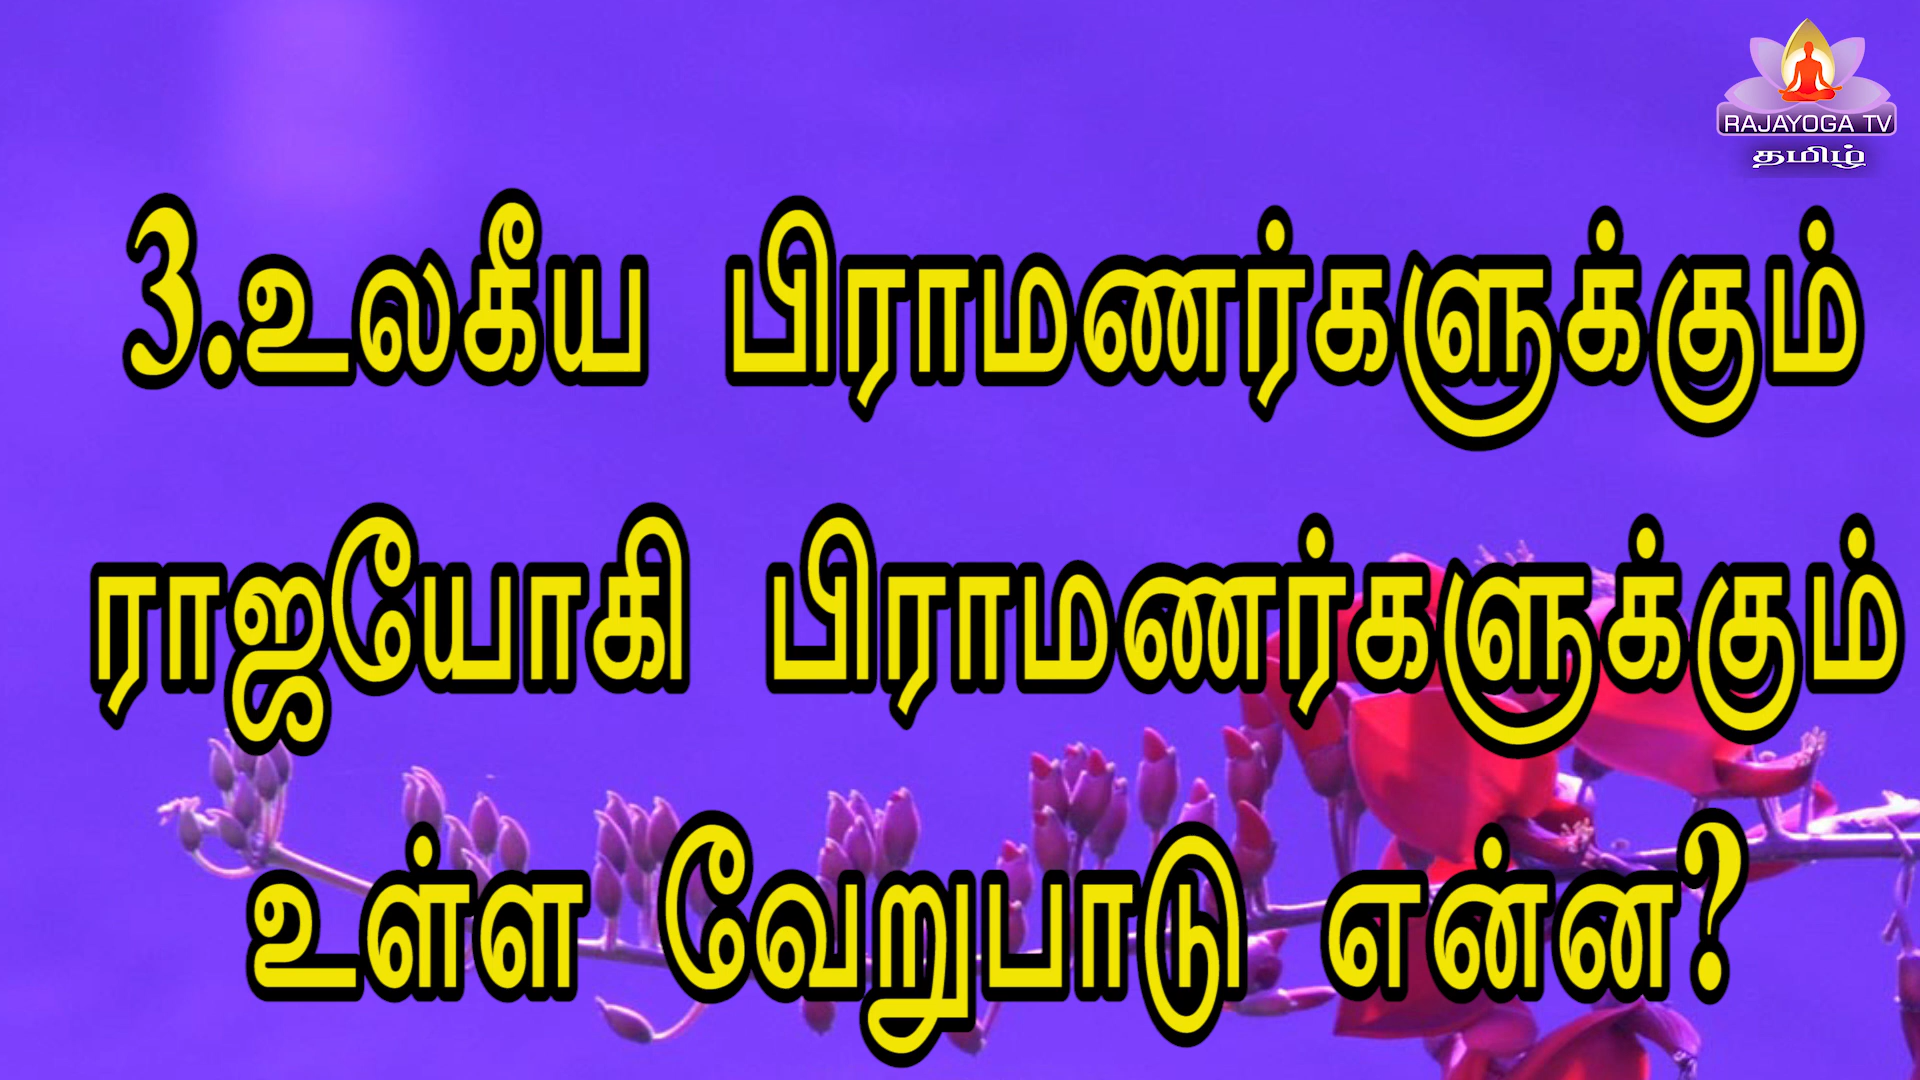 RAJAYOGA TV
தமிழ்
3.உலகீய பிராமணர்களுக்கும்
ராஜயோகி பிராமணர்களுக்கும்
உள்ள வேறுபாடு என்ன?